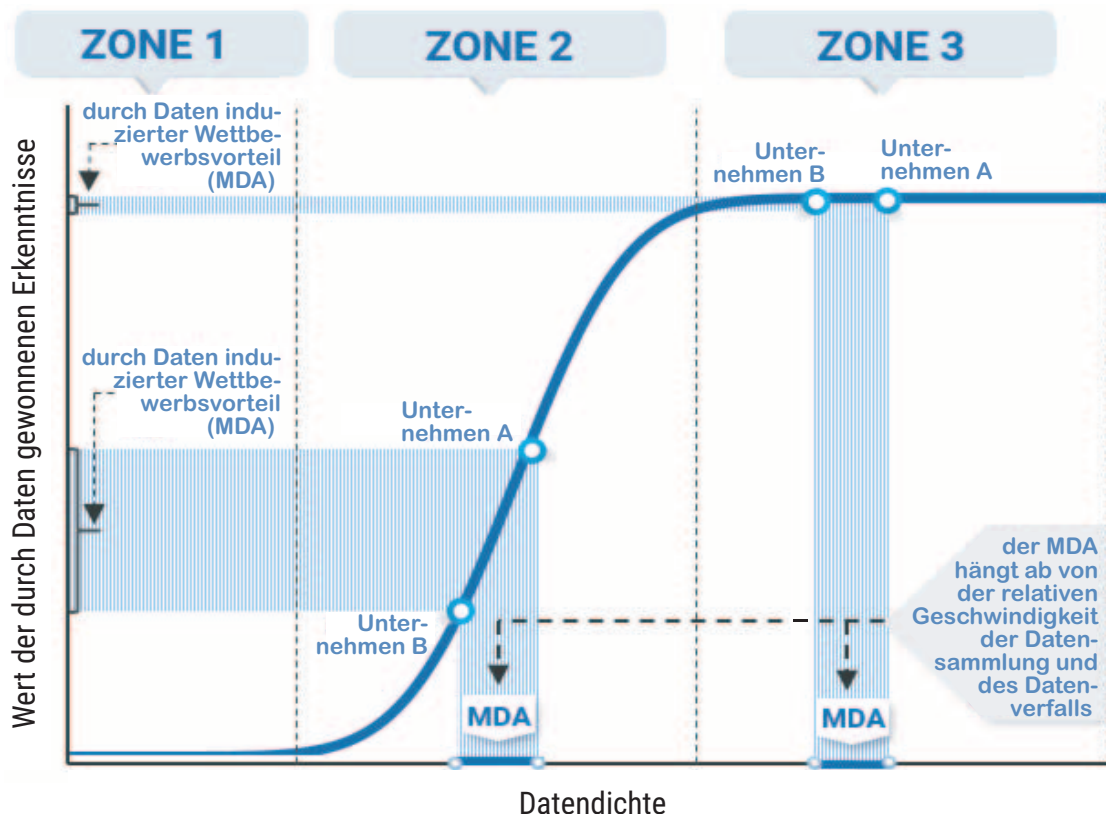 ZONE 1
ZONE 2
ZONE 3
Wert der durch Daten gewonnenen Erkenntnisse
durch Daten indu-
zierter Wettbe-
werbsvorteil
(MDA)
Unter-
nehmen B
Unter-
nehmen A
durch Daten indu-
zierter Wettbe-
werbsvorteil
(MDA)
Unter-
nehmen A
Unter-
nehmen B
der MDA
hängt ab von
der relativen
Geschwindigkeit
der Daten-
sammlung und
des Daten-
verfalls
MDA
MDA
Datendichte